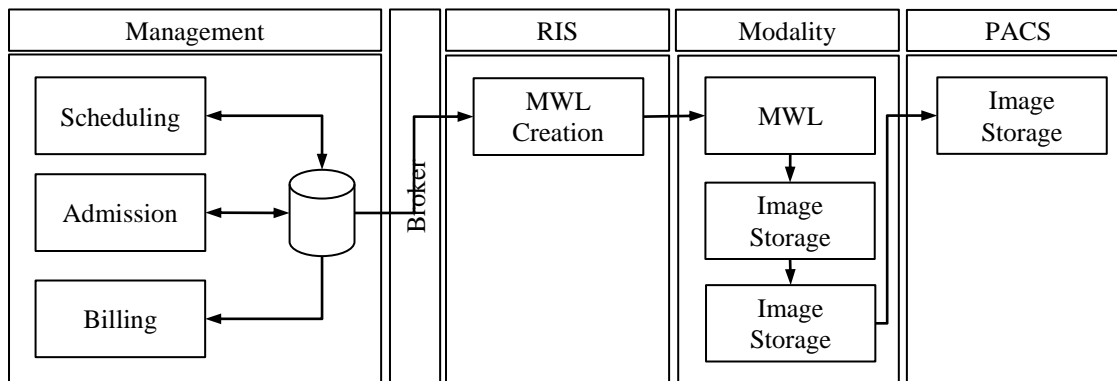 Management
RIS
Modality
PACS
Scheduling
Admission
Billing
Broker
MWL
Creation
MWL
Image
Storage
Image
Storage
Image
Storage